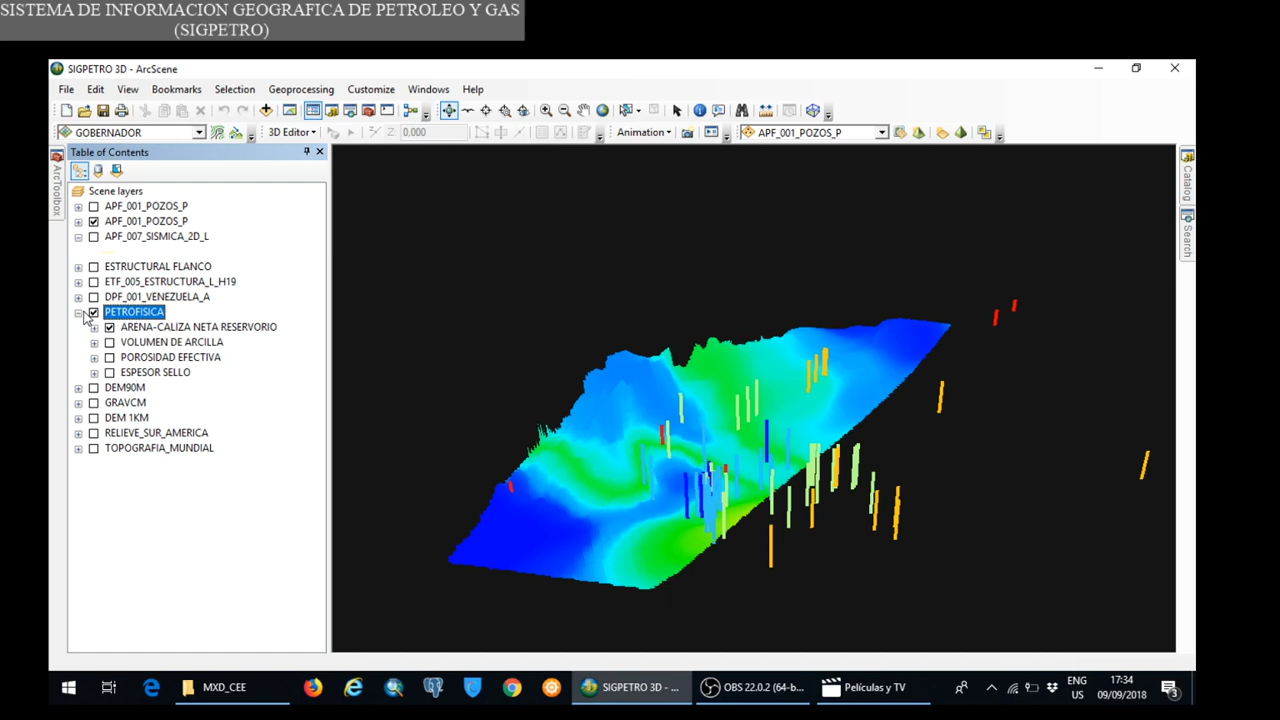 SISTEMA DE INFORMACION GEOGRAFICA DE PETROLEO Y GAS
(SIGPETRO)
SIGPETRO 3D - ArcScene
File Edit View Bookmarks Selection Geoprocessing Customize Windows Help
GOBERNADOR 3D Editor 0.000 Animation APF_001_POZOS_P
Table of Contents
ArcToolbox
Catalog
Search
Scene layers
APF_001_POZOS_P
APF_001_POZOS_P
APF_007_SISMICA_2D_L
ESTRUCTURAL FLANCO
ETF_005_ESTRUCTURA_L_H19
DPF_001_VENEZUELA_A
PETROFISICA
ARENA-CALIZA NETA RESERVORIO
VOLUMEN DE ARCILLA
POROSIDAD EFECTIVA
ESPESOR SELLO
DEM90M
GRAVCM
DEM 1KM
RELIEVE_SUR_AMERICA
TOPOGRAFIA_MUNDIAL
MXD_CEE
SIGPETRO 3D - ...
OBS 22.0.2 (64-b...
Películas y TV
ENG
US
17:34
09/09/2018
3